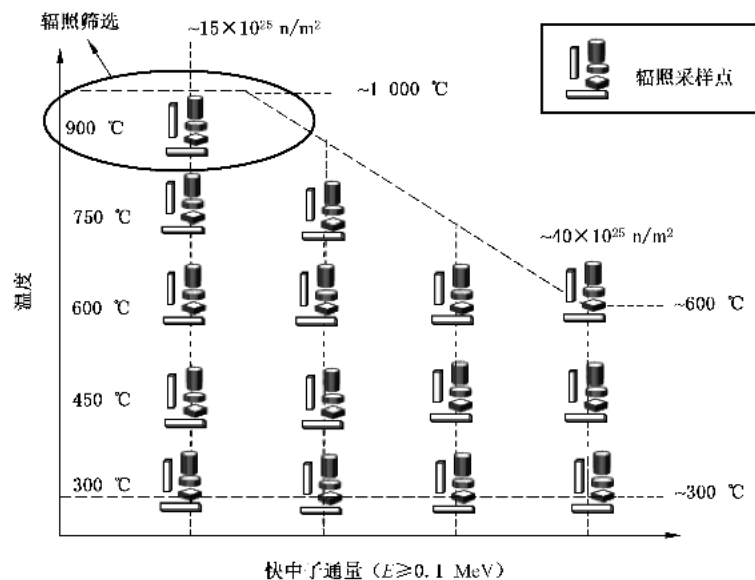 辐照筛选
~15×10²⁵ n/m²
~1 000 ℃
辐照采样点
900 ℃
750 ℃
~40×10²⁵ n/m²
温度
600 ℃
~600 ℃
450 ℃
300 ℃
~300 ℃
快中子通量（E≥0.1 MeV）